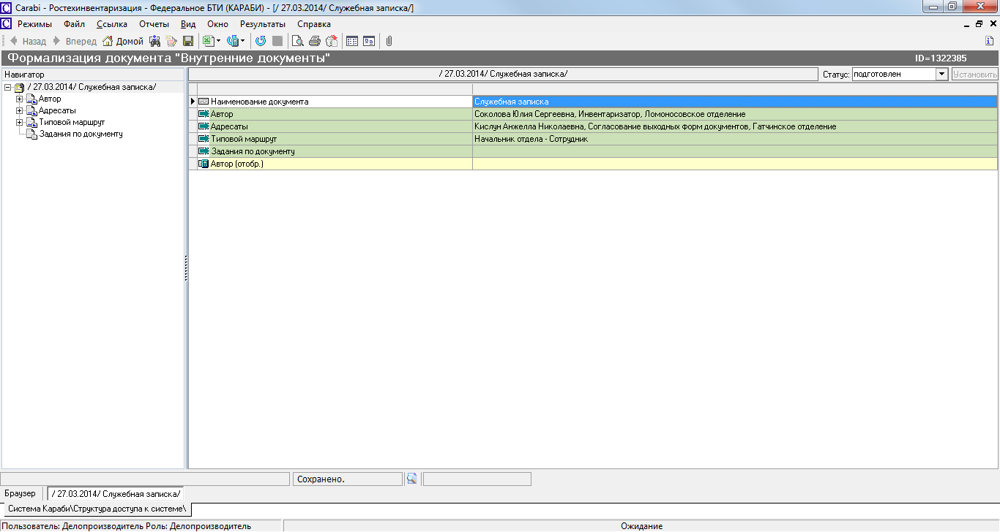 Carabi - Ростехинвентаризация - Федеральное БТИ (КАРАБИ) - [/ 27.03.2014/ Служебная записка/]
Режимы Файл Ссылка Отчеты Вид Окно Результаты Справка
Назад Вперед Домой
Формализация документа "Внутренние документы" ID=1322385
Навигатор
/ 27.03.2014/ Служебная записка/ Статус: подготовлен Установить
/ 27.03.2014/ Служебная записка/
Автор
Адресаты
Типовой маршрут
Задания по документу
Наименование документа Служебная записка
Автор Соколова Юлия Сергеевна, Инвентаризатор, Ломоносовское отделение
Адресаты Кислун Анжелла Николаевна, Согласование выходных форм документов, Гатчинское отделение
Типовой маршрут Начальник отдела - Сотрудник
Задания по документу
Автор (отобр.)
Сохранено.
Браузер / 27.03.2014/ Служебная записка/
Система Караби\Структура доступа к системе\
Пользователь: Делопроизводитель Роль: Делопроизводитель Ожидание